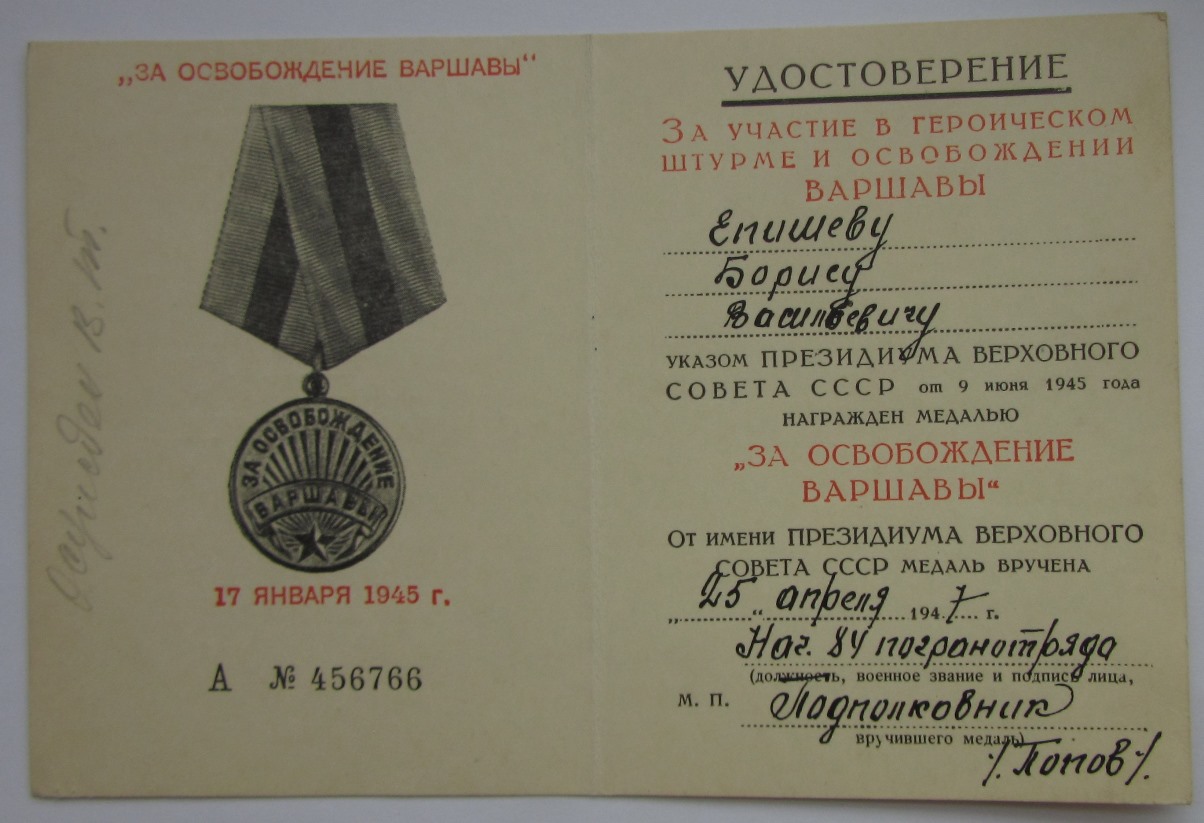 „ЗА ОСВОБОЖДЕНИЕ ВАРШАВЫ“
ЗА ОСВОБОЖДЕНИЕ
ВАРШАВЫ
17 ЯНВАРЯ 1945 г.
А № 456766
УДОСТОВЕРЕНИЕ
ЗА УЧАСТИЕ В ГЕРОИЧЕСКОМ
ШТУРМЕ И ОСВОБОЖДЕНИИ
ВАРШАВЫ
Епишеву
Борису
Васильевичу
УКАЗОМ ПРЕЗИДИУМА ВЕРХОВНОГО
СОВЕТА СССР от 9 июня 1945 года
НАГРАЖДЕН МЕДАЛЬЮ
„ЗА ОСВОБОЖДЕНИЕ
ВАРШАВЫ“
ОТ ИМЕНИ ПРЕЗИДИУМА ВЕРХОВНОГО
СОВЕТА СССР МЕДАЛЬ ВРУЧЕНА
„25“ апреля 1947 г.
Нач. 84 погранотряда
(должность, военное звание и подпись лица,
М. П. Подполковник
вручившего медаль)
/Попов/.